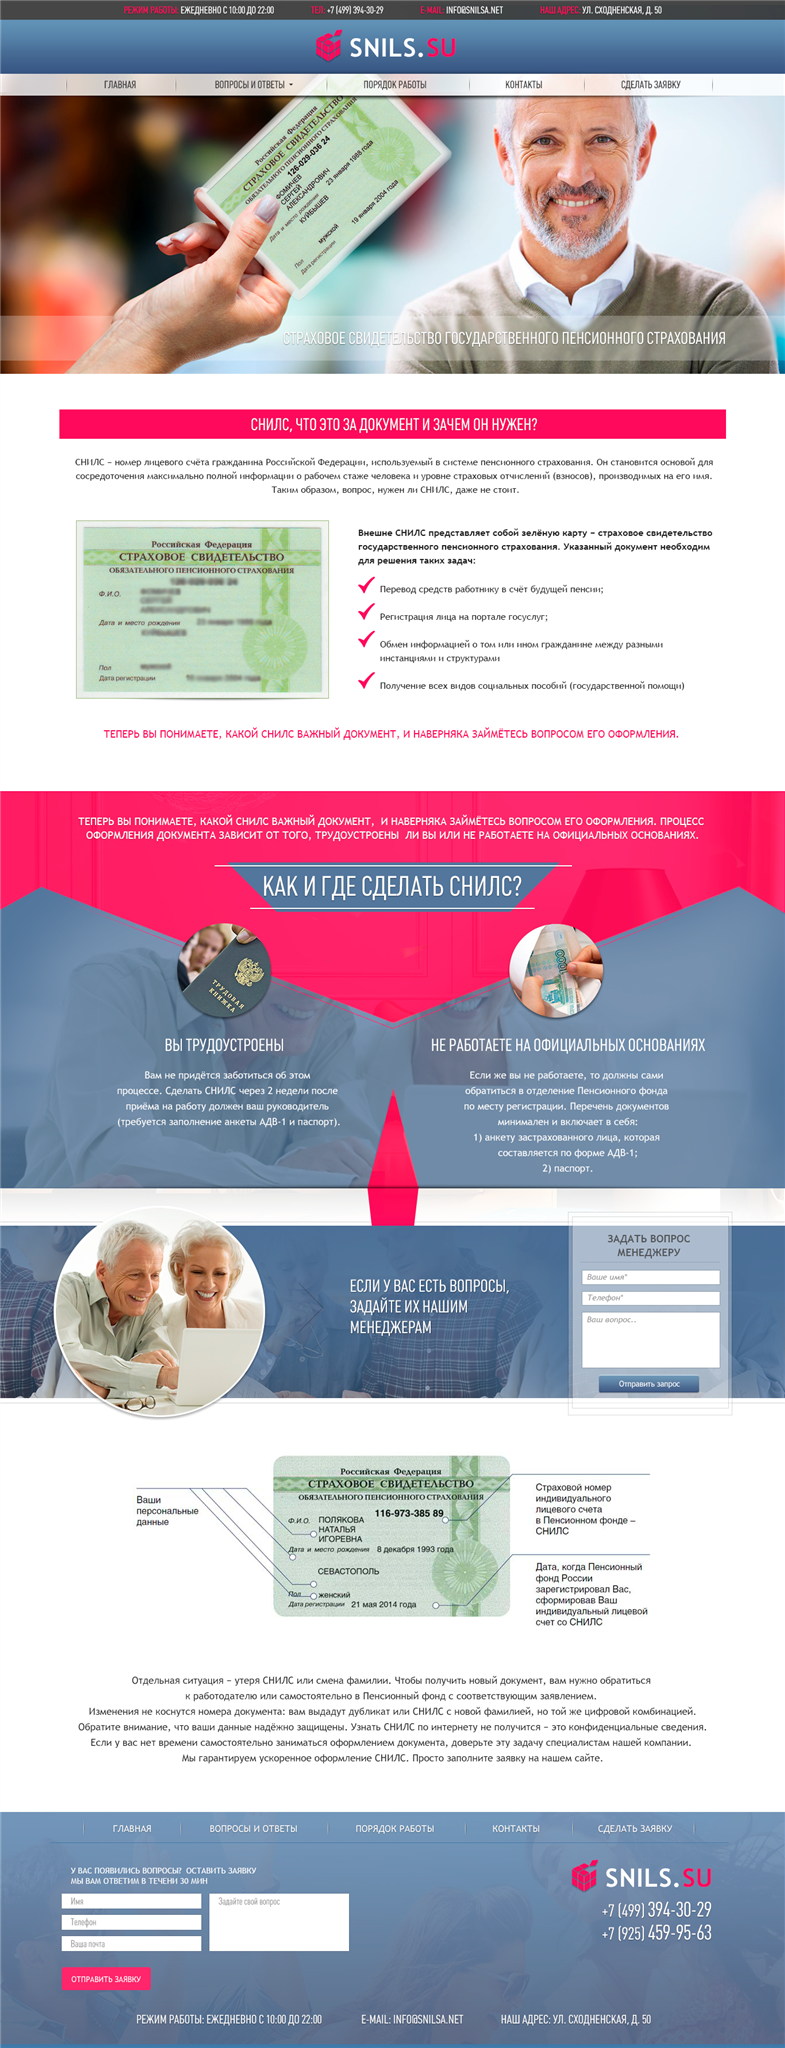 РЕЖИМ РАБОТЫ: ЕЖЕДНЕВНО С 10:00 ДО 22:00 ТЕЛ: +7 (499) 394-30-29 E-MAIL: INFO@SNILSA.NET НАШ АДРЕС: УЛ. СХОДНЕНСКАЯ, Д. 50
SNILS.SU
ГЛАВНАЯ ВОПРОСЫ И ОТВЕТЫ ПОРЯДОК РАБОТЫ КОНТАКТЫ СДЕЛАТЬ ЗАЯВКУ
Российская Федерация
СТРАХОВОЕ СВИДЕТЕЛЬСТВО
ОБЯЗАТЕЛЬНОГО ПЕНСИОННОГО СТРАХОВАНИЯ
126-029-036 24
ФОМИЧЕВ
СЕРГЕЙ
АЛЕКСАНДРОВИЧ
Дата и место рождения 23 января 1988 года
КУЙБЫШЕВ
Пол мужской
Дата регистрации 19 января 2004 года
СТРАХОВОЕ СВИДЕТЕЛЬСТВО ГОСУДАРСТВЕННОГО ПЕНСИОННОГО СТРАХОВАНИЯ
СНИЛС, ЧТО ЭТО ЗА ДОКУМЕНТ И ЗАЧЕМ ОН НУЖЕН?
СНИЛС – номер лицевого счёта гражданина Российской Федерации, используемый в системе пенсионного страхования. Он становится основой для
сосредоточения максимально полной информации о рабочем стаже человека и уровне страховых отчислений (взносов), производимых на его имя.
Таким образом, вопрос, нужен ли СНИЛС, даже не стоит.
Российская Федерация
СТРАХОВОЕ СВИДЕТЕЛЬСТВО
ОБЯЗАТЕЛЬНОГО ПЕНСИОННОГО СТРАХОВАНИЯ
Ф.И.О.
Дата и место рождения
Пол
Дата регистрации
Внешне СНИЛС представляет собой зелёную карту – страховое свидетельство
государственного пенсионного страхования. Указанный документ необходим
для решения таких задач:
Перевод средств работнику в счёт будущей пенсии;
Регистрация лица на портале госуслуг;
Обмен информацией о том или ином гражданине между разными
инстанциями и структурами
Получение всех видов социальных пособий (государственной помощи)
ТЕПЕРЬ ВЫ ПОНИМАЕТЕ, КАКОЙ СНИЛС ВАЖНЫЙ ДОКУМЕНТ, И НАВЕРНЯКА ЗАЙМЁТЕСЬ ВОПРОСОМ ЕГО ОФОРМЛЕНИЯ.
ТЕПЕРЬ ВЫ ПОНИМАЕТЕ, КАКОЙ СНИЛС ВАЖНЫЙ ДОКУМЕНТ, И НАВЕРНЯКА ЗАЙМЁТЕСЬ ВОПРОСОМ ЕГО ОФОРМЛЕНИЯ. ПРОЦЕСС
ОФОРМЛЕНИЯ ДОКУМЕНТА ЗАВИСИТ ОТ ТОГО, ТРУДОУСТРОЕНЫ ЛИ ВЫ ИЛИ НЕ РАБОТАЕТЕ НА ОФИЦИАЛЬНЫХ ОСНОВАНИЯХ.
КАК И ГДЕ СДЕЛАТЬ СНИЛС?
ТРУДОВАЯ
КНИЖКА
1000
ВЫ ТРУДОУСТРОЕНЫ
Вам не придётся заботиться об этом
процессе. Сделать СНИЛС через 2 недели после
приёма на работу должен ваш руководитель
(требуется заполнение анкеты АДВ-1 и паспорт).
НЕ РАБОТАЕТЕ НА ОФИЦИАЛЬНЫХ ОСНОВАНИЯХ
Если же вы не работаете, то должны сами
обратиться в отделение Пенсионного фонда
по месту регистрации. Перечень документов
минимален и включает в себя:
1) анкету застрахованного лица, которая
составляется по форме АДВ-1;
2) паспорт.
ЕСЛИ У ВАС ЕСТЬ ВОПРОСЫ,
ЗАДАЙТЕ ИХ НАШИМ
МЕНЕДЖЕРАМ
ЗАДАТЬ ВОПРОС
МЕНЕДЖЕРУ
Ваше имя*
Телефон*
Ваш вопрос..
Отправить запрос
Ваши
персональные
данные
Российская Федерация
СТРАХОВОЕ СВИДЕТЕЛЬСТВО
ОБЯЗАТЕЛЬНОГО ПЕНСИОННОГО СТРАХОВАНИЯ
116-973-385 89
Ф.И.О. ПОЛЯКОВА
НАТАЛЬЯ
ИГОРЕВНА
Дата и место рождения 8 декабря 1993 года
СЕВАСТОПОЛЬ
Пол женский
Дата регистрации 21 мая 2014 года
Страховой номер
индивидуального
лицевого счета
в Пенсионном фонде –
СНИЛС
Дата, когда Пенсионный
фонд России
зарегистрировал Вас,
сформировав Ваш
индивидуальный лицевой
счет со СНИЛС
Отдельная ситуация – утеря СНИЛС или смена фамилии. Чтобы получить новый документ, вам нужно обратиться
к работодателю или самостоятельно в Пенсионный фонд с соответствующим заявлением.
Изменения не коснутся номера документа: вам выдадут дубликат или СНИЛС с новой фамилией, но той же цифровой комбинацией.
Обратите внимание, что ваши данные надёжно защищены. Узнать СНИЛС по интернету не получится – это конфиденциальные сведения.
Если у вас нет времени самостоятельно заниматься оформлением документа, доверьте эту задачу специалистам нашей компании.
Мы гарантируем ускоренное оформление СНИЛС. Просто заполните заявку на нашем сайте.
ГЛАВНАЯ ВОПРОСЫ И ОТВЕТЫ ПОРЯДОК РАБОТЫ КОНТАКТЫ СДЕЛАТЬ ЗАЯВКУ
У ВАС ПОЯВИЛИСЬ ВОПРОСЫ? ОСТАВИТЬ ЗАЯВКУ
МЫ ВАМ ОТВЕТИМ В ТЕЧЕНИ 30 МИН
Имя
Телефон
Ваша почта
Задайте свой вопрос
ОТПРАВИТЬ ЗАЯВКУ
SNILS.SU
+7 (499) 394-30-29
+7 (925) 459-95-63
РЕЖИМ РАБОТЫ: ЕЖЕДНЕВНО С 10:00 ДО 22:00 E-MAIL: INFO@SNILSA.NET НАШ АДРЕС: УЛ. СХОДНЕНСКАЯ, Д. 50